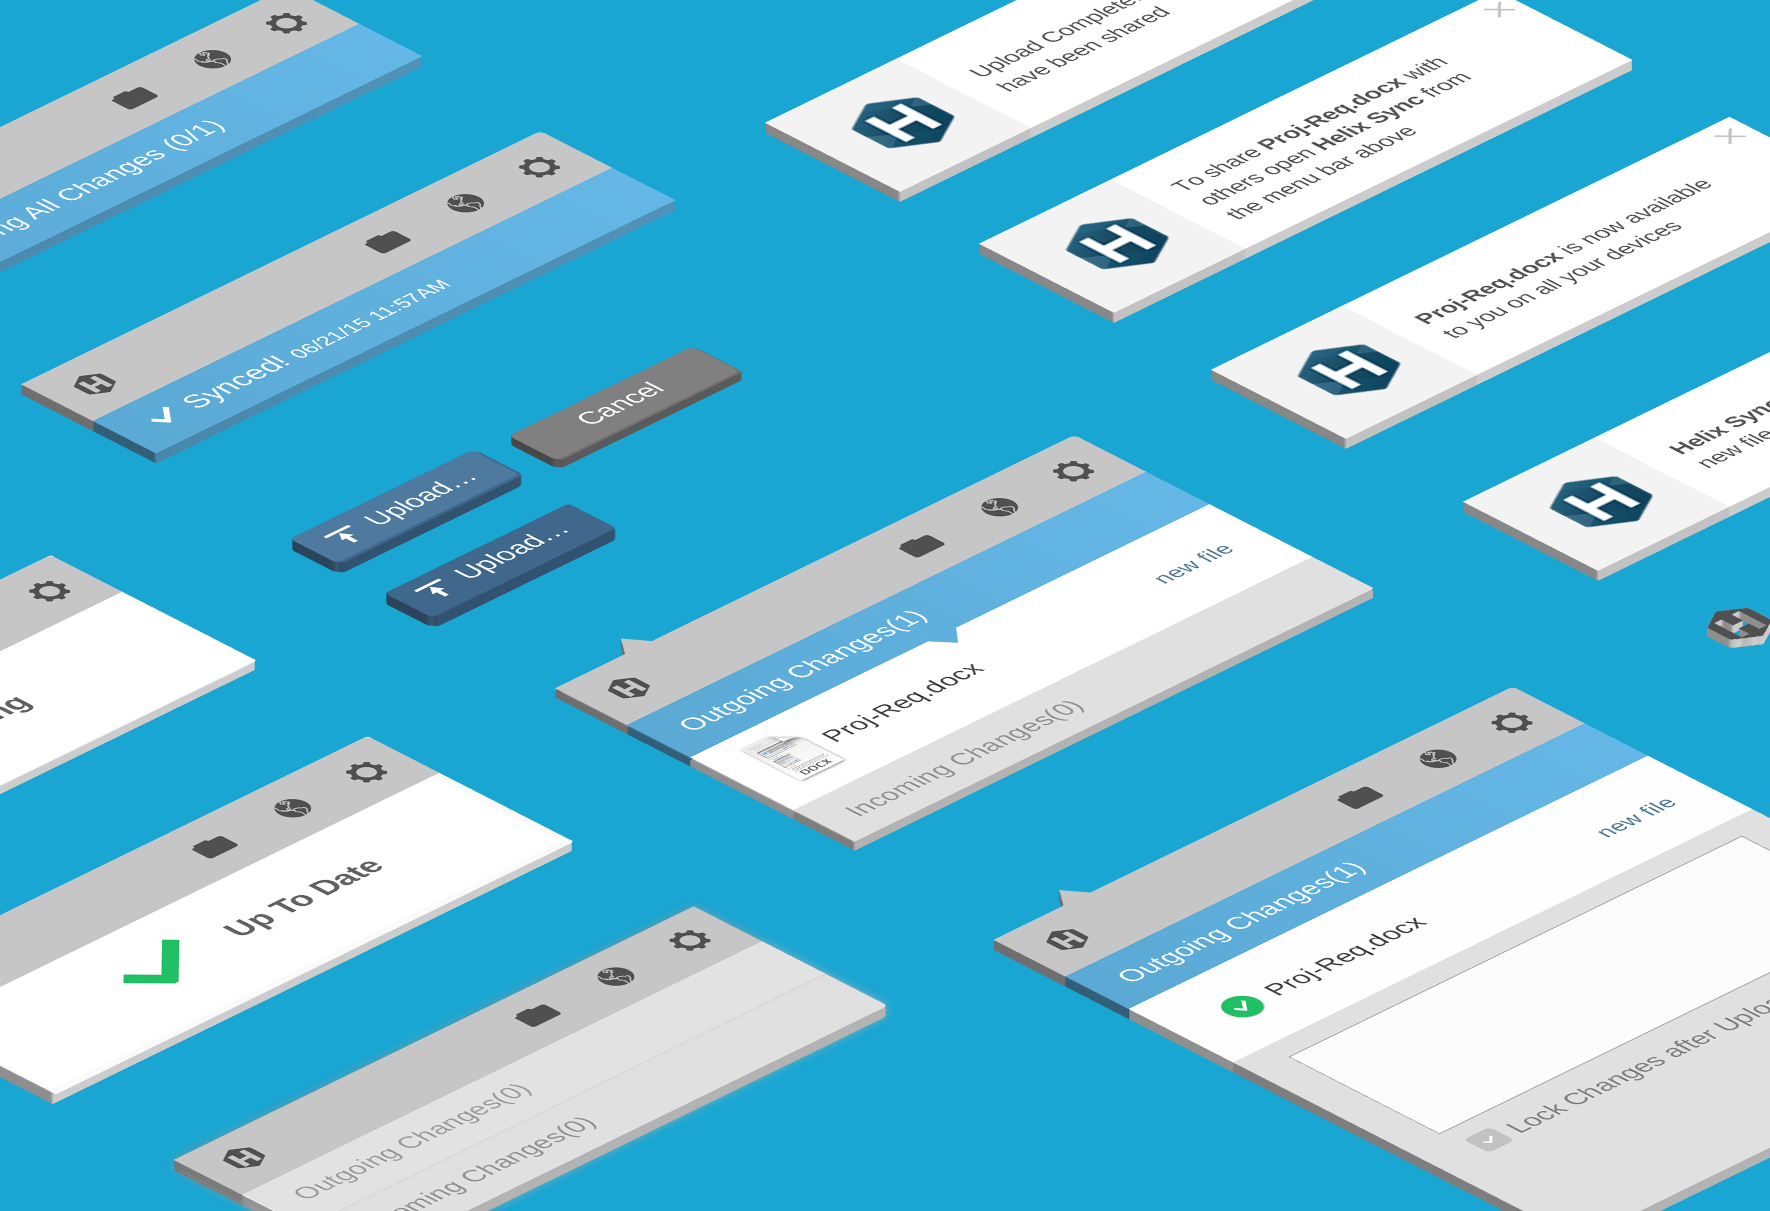 ng All Changes (0/1)
Synced! 06/21/15 11:57AM
Upload Complete
have been shared
To share Proj-Req.docx with
others open Helix Sync from
the menu bar above
Proj-Req.docx is now available
to you on all your devices
Helix Sync
new file
Cancel
Upload...
Upload...
ng
Up To Date
Outgoing Changes(1)
new file
Proj-Req.docx
DOCX
Incoming Changes(0)
Outgoing Changes(1)
new file
Proj-Req.docx
Lock Changes after Uplo
Outgoing Changes(0)
oming Changes(0)